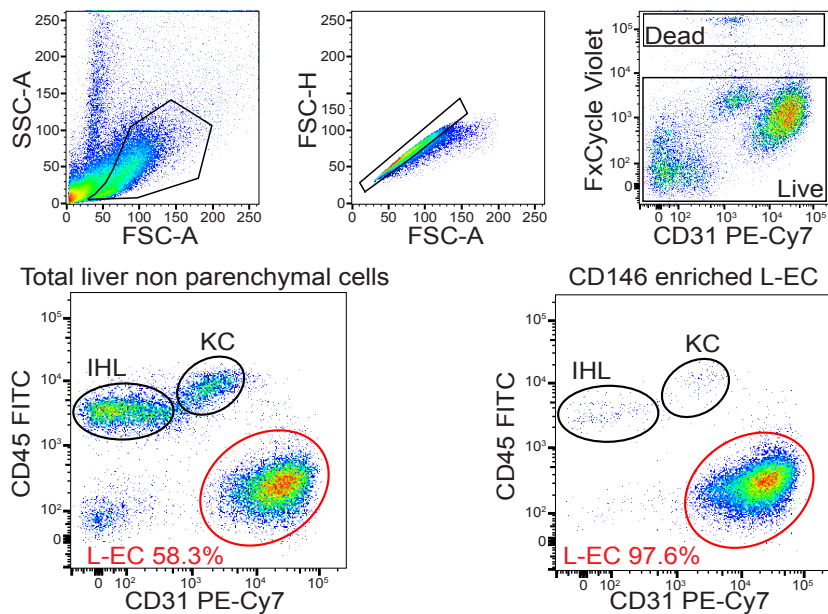 SSC-A
250
200
150
100
50
0
0 50 100 150 200 250
FSC-A
FSC-H
250
200
150
100
50
0
50 100 150 200 250
FSC-A
FxCycle Violet
10⁵
10⁴
10³
10²
0
Dead
Live
10² 10³ 10⁴ 10⁵
CD31 PE-Cy7
Total liver non parenchymal cells
CD45 FITC
10⁵
10⁴
10³
10²
0
IHL
KC
L-EC 58.3%
0 10² 10³ 10⁴ 10⁵
CD31 PE-Cy7
CD146 enriched L-EC
CD45 FITC
10⁵
10⁴
10³
10²
0
IHL
KC
L-EC 97.6%
0 10² 10³ 10⁴ 10⁵
CD31 PE-Cy7